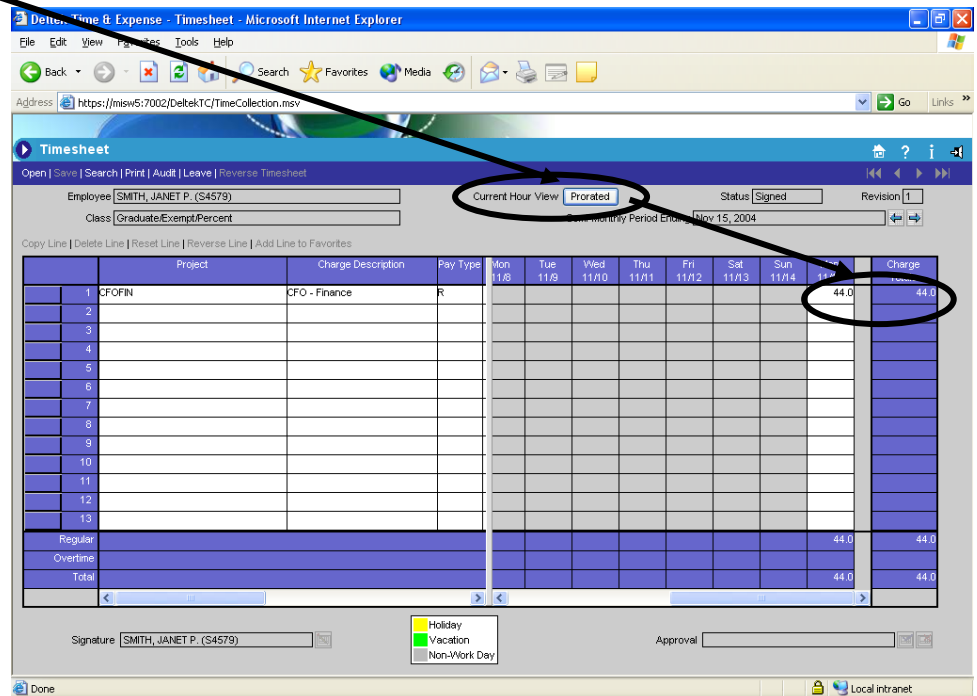 Deltek Time & Expense - Timesheet - Microsoft Internet Explorer
File Edit View Favorites Tools Help
Back Search Favorites Media
Address https://misw5:7002/DeltekTC/TimeCollection.msv Go Links »
Timesheet
Open | Save | Search | Print | Audit | Leave | Reverse Timesheet
Employee SMITH, JANET P. (S4579) Current Hour View Prorated Status Signed Revision 1
Class Graduate/Exempt/Percent Monthly Period Ending Nov 15, 2004
Copy Line | Delete Line | Reset Line | Reverse Line | Add Line to Favorites
Project Charge Description Pay Type Mon 11/8 Tue 11/9 Wed 11/10 Thu 11/11 Fri 11/12 Sat 11/13 Sun 11/14 Charge
1 CFOFIN CFO - Finance R 44.0 44.0
2
3
4
5
6
7
8
9
10
11
12
13
Regular 44.0 44.0
Overtime
Total 44.0 44.0
Holiday
Signature SMITH, JANET P. (S4579) Vacation Approval
Non-Work Day
Done Local intranet